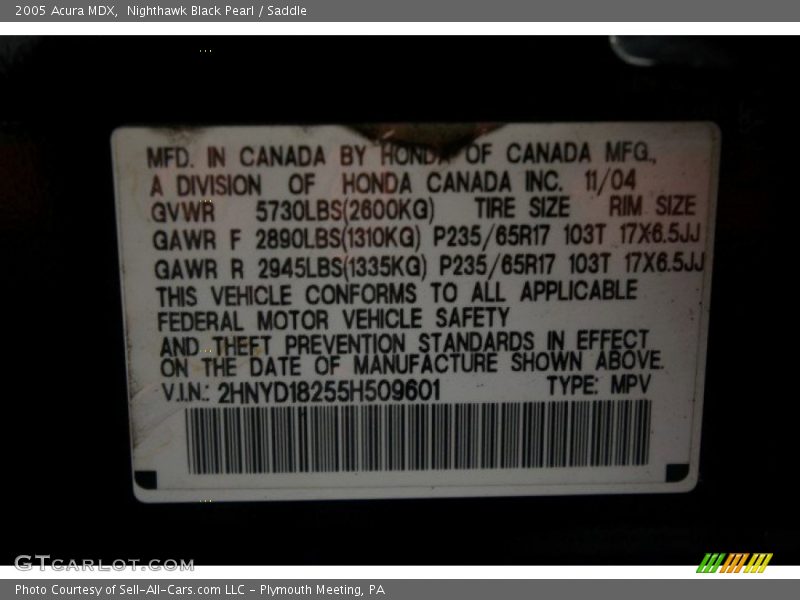 2005 Acura MDX,  Nighthawk Black Pearl / Saddle
MFD. IN CANADA BY HONDA OF CANADA MFG.,
A DIVISION OF HONDA CANADA INC. 11/04
GVWR 5730LBS(2600KG) TIRE SIZE RIM SIZE
GAWR F 2890LBS(1310KG) P235/65R17 103T 17X6.5JJ
GAWR R 2945LBS(1335KG) P235/65R17 103T 17X6.5JJ
THIS VEHICLE CONFORMS TO ALL APPLICABLE
FEDERAL MOTOR VEHICLE SAFETY
AND THEFT PREVENTION STANDARDS IN EFFECT
ON THE DATE OF MANUFACTURE SHOWN ABOVE.
V.I.N.: 2HNYD18255H509601 TYPE: MPV
GTCARLOT.COM
Photo Courtesy of Sell-All-Cars.com LLC - Plymouth Meeting, PA